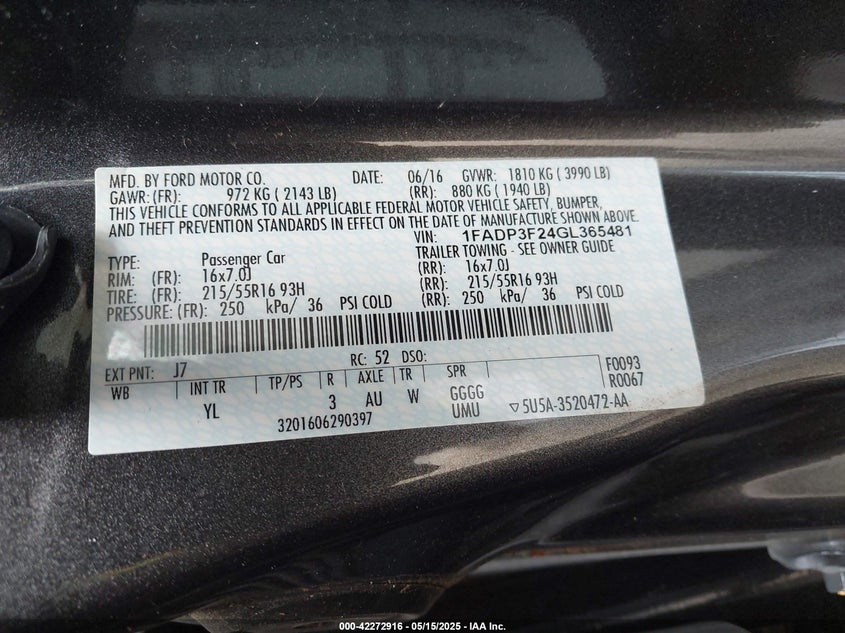 MFD. BY FORD MOTOR CO. DATE: 06/16 GVWR: 1810 KG ( 3990 LB)
GAWR: (FR): 972 KG ( 2143 LB) (RR): 880 KG ( 1940 LB)
THIS VEHICLE CONFORMS TO ALL APPLICABLE FEDERAL MOTOR VEHICLE SAFETY, BUMPER,
AND THEFT PREVENTION STANDARDS IN EFFECT ON THE DATE OF MANUFACTURE SHOWN ABOVE.
VIN: 1FADP3F24GL365481
TYPE: Passenger Car TRAILER TOWING - SEE OWNER GUIDE
RIM: (FR): 16x7.0J (RR): 16x7.0J
TIRE: (FR): 215/55R16 93H (RR): 215/55R16 93H
PRESSURE: (FR): 250 kPa/ 36 PSI COLD (RR): 250 kPa/ 36 PSI COLD
EXT PNT: J7 RC: 52 DSO: F0093
WB INT TR TP/PS R AXLE TR SPR R0067
YL 3 AU W GGGG
3201606290397 UMU ▽5U5A-3520472-AA
000-42272916 - 05/15/2025 - IAA Inc.